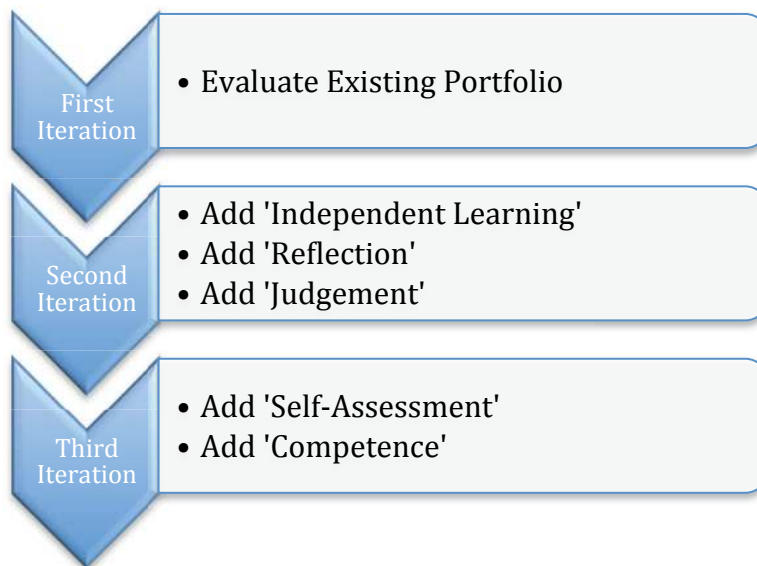 First
Iteration
• Evaluate Existing Portfolio
Second
Iteration
• Add 'Independent Learning'
• Add 'Reflection'
• Add 'Judgement'
Third
Iteration
• Add 'Self-Assessment'
• Add 'Competence'